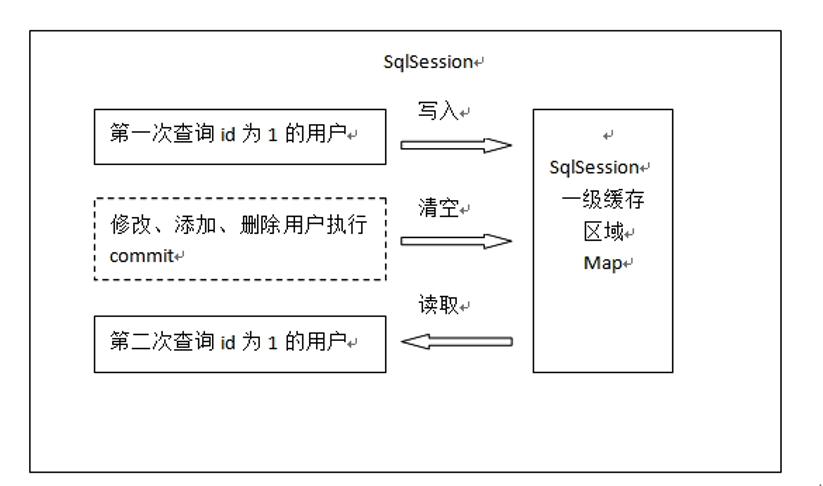 SqlSession↵
第一次查询 id 为 1 的用户↵
写入↵
修改、添加、删除用户执行
commit↵
清空↵
第二次查询 id 为 1 的用户↵
读取↵
↵
SqlSession↵
一级缓存
区域↵
Map↵